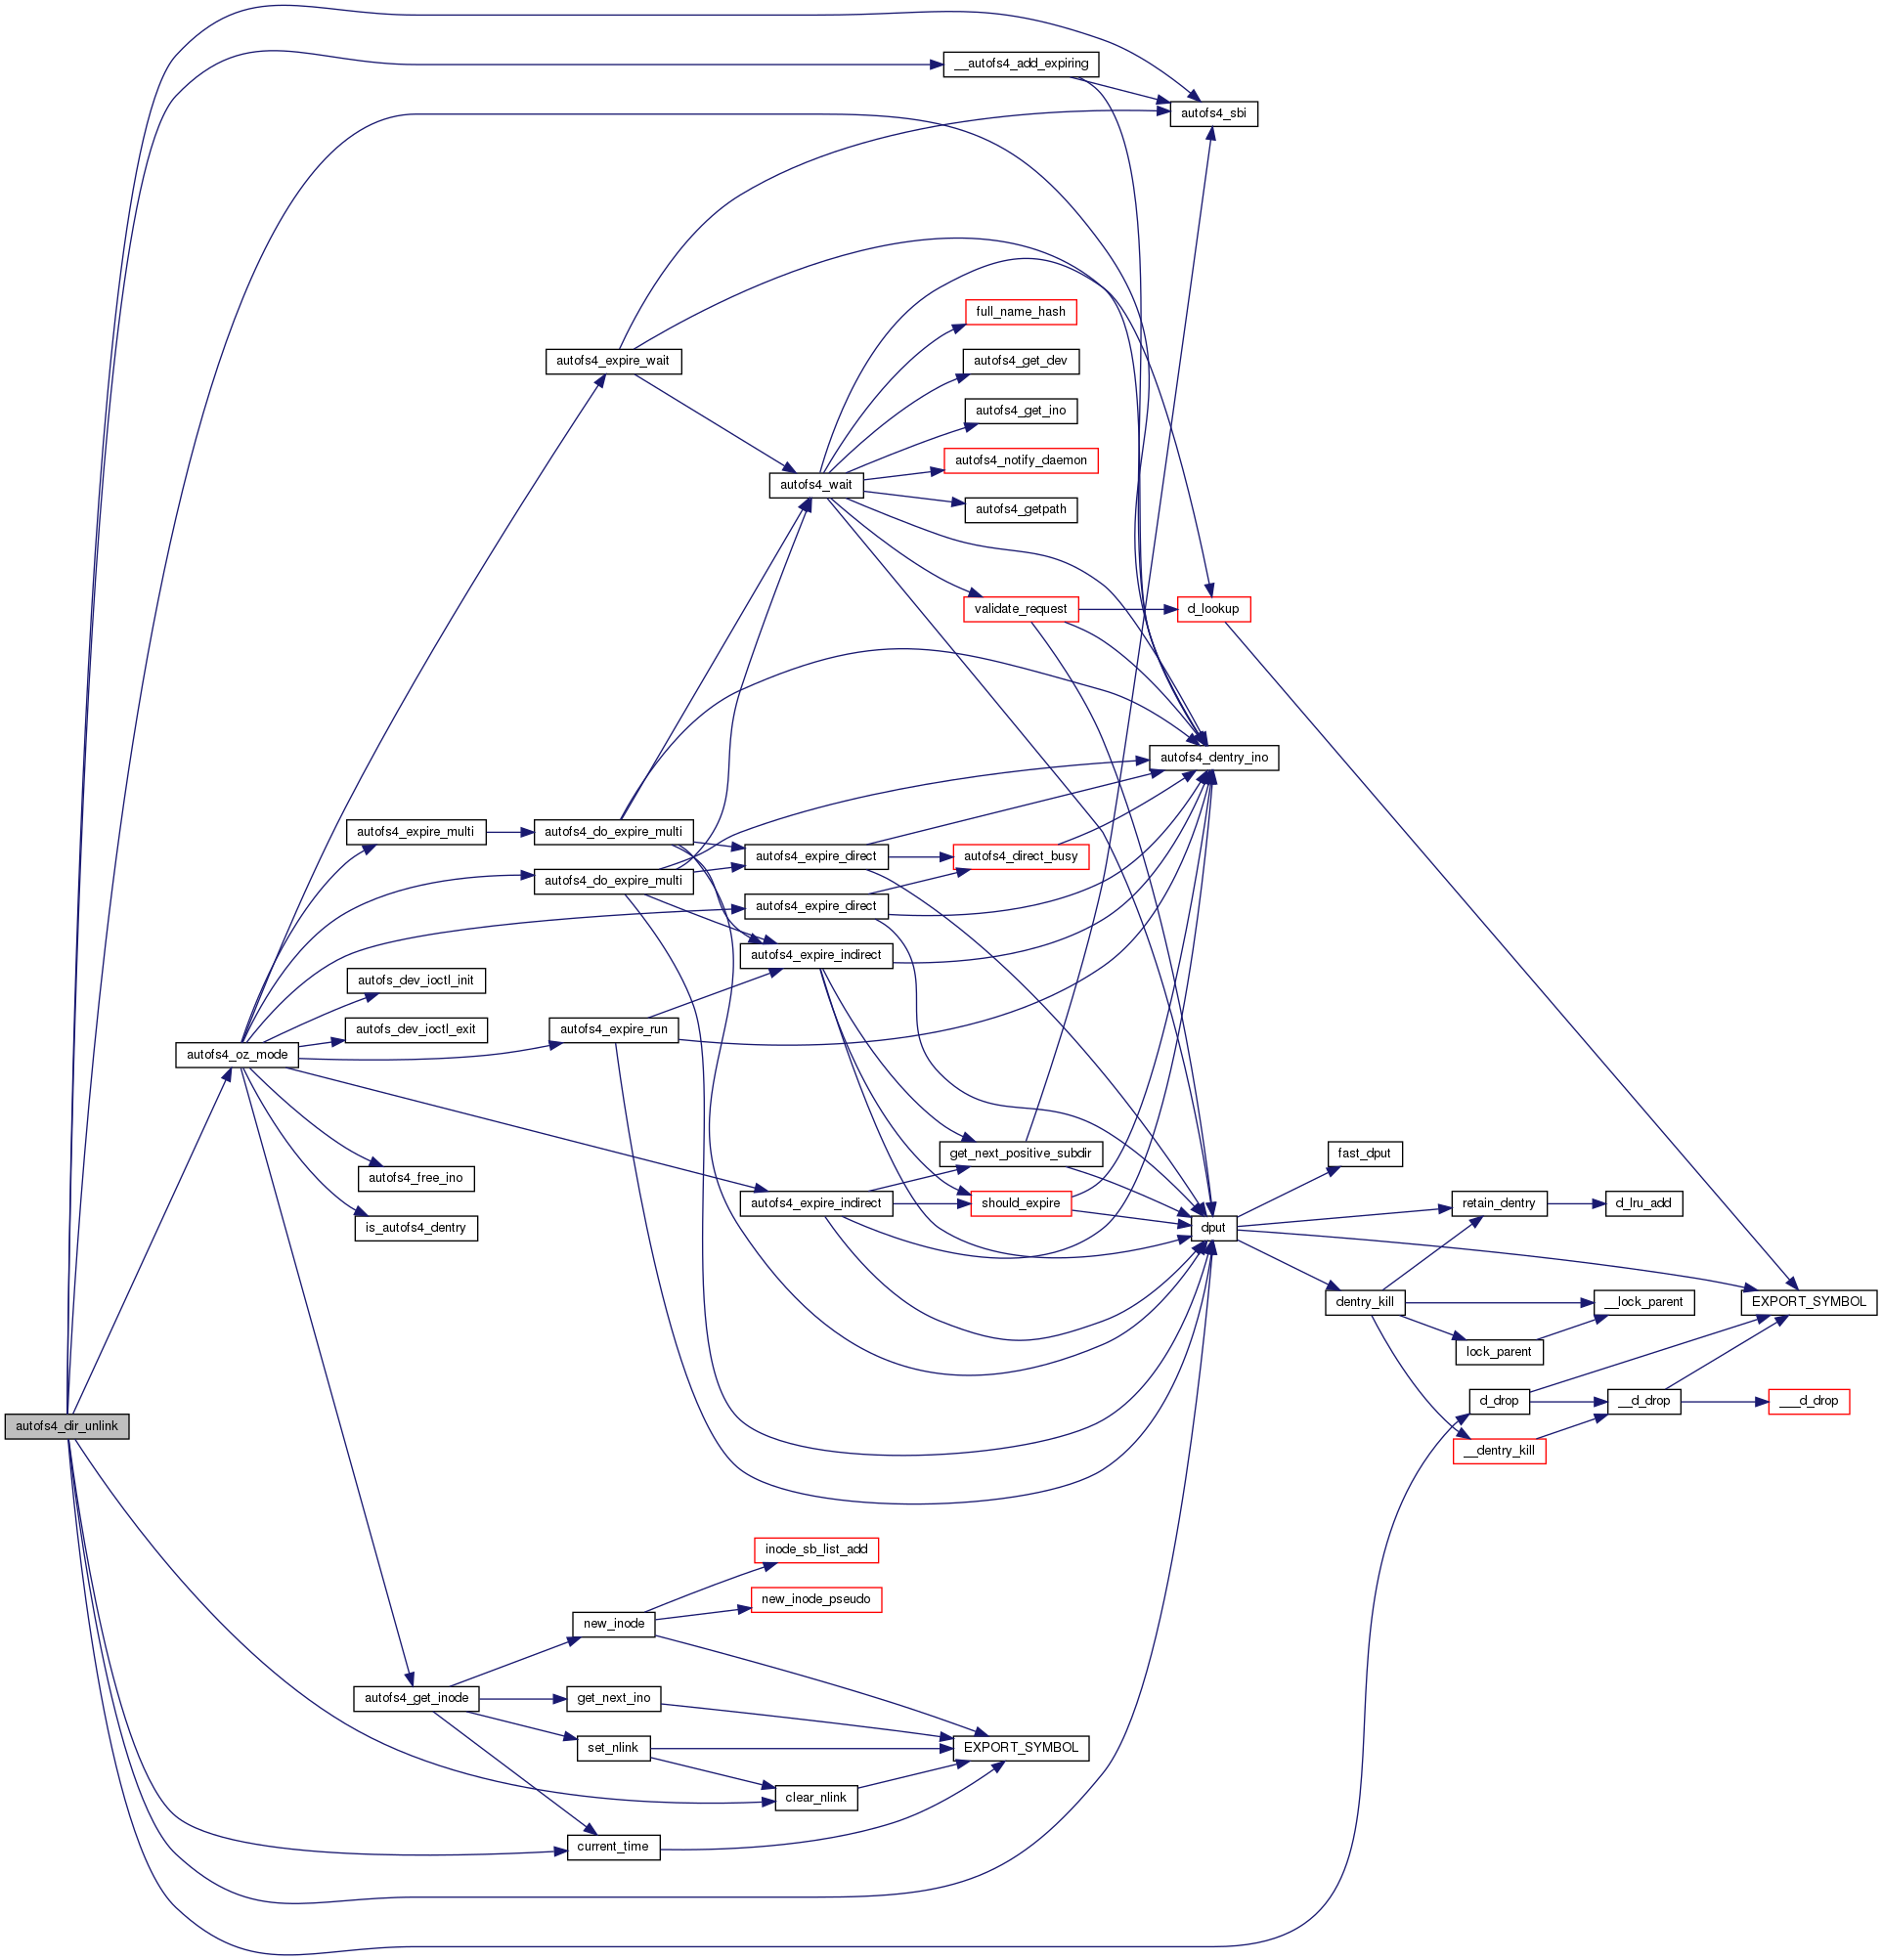 __autofs4_add_expiring
autofs4_sbi
full_name_hash
autofs4_expire_wait
autofs4_get_dev
autofs4_get_ino
autofs4_notify_daemon
autofs4_wait
autofs4_getpath
validate_request
d_lookup
autofs4_dentry_ino
autofs4_expire_multi
autofs4_do_expire_multi
autofs4_expire_direct
autofs4_direct_busy
autofs4_do_expire_multi
autofs4_expire_direct
autofs4_expire_indirect
autofs_dev_ioctl_init
autofs_dev_ioctl_exit
autofs4_expire_run
autofs4_oz_mode
get_next_positive_subdir
fast_dput
autofs4_free_ino
autofs4_expire_indirect
should_expire
retain_dentry
d_lru_add
is_autofs4_dentry
dput
dentry_kill
__lock_parent
EXPORT_SYMBOL
lock_parent
d_drop
__d_drop
___d_drop
autofs4_dir_unlink
__dentry_kill
inode_sb_list_add
new_inode_pseudo
new_inode
autofs4_get_inode
get_next_ino
set_nlink
EXPORT_SYMBOL
clear_nlink
current_time